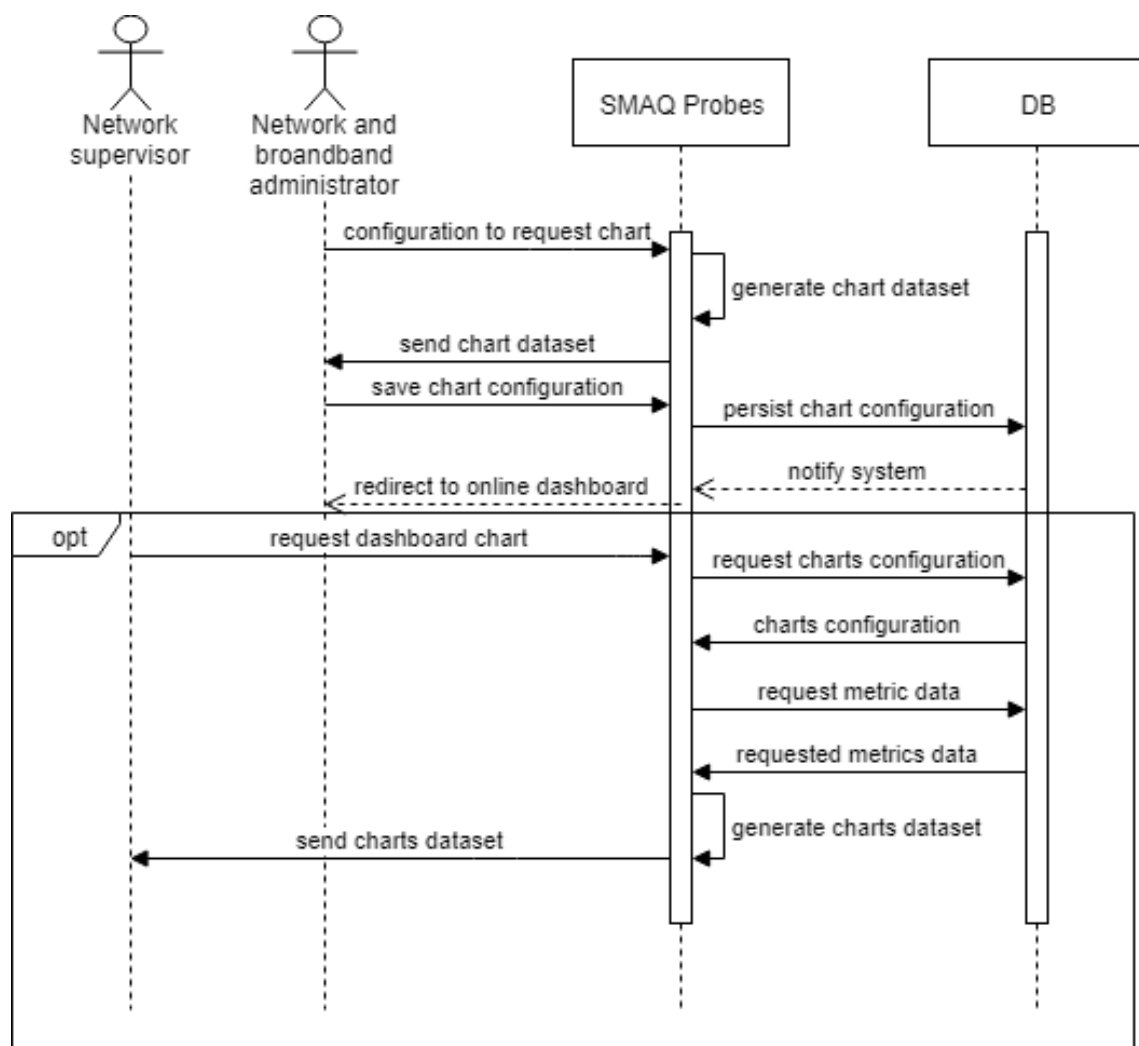 Network
supervisor
Network and
broandband
administrator
SMAQ Probes
DB
configuration to request chart
generate chart dataset
send chart dataset
save chart configuration
persist chart configuration
notify system
redirect to online dashboard
opt
request dashboard chart
request charts configuration
charts configuration
request metric data
requested metrics data
generate charts dataset
send charts dataset